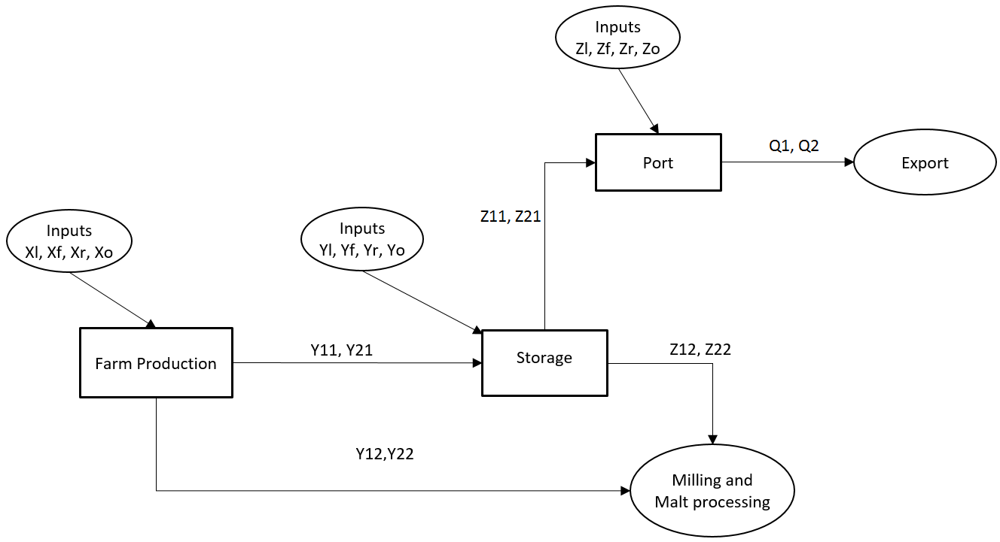 Inputs
Zl, Zf, Zr, Zo
Port
Q1, Q2
Export
Z11, Z21
Inputs
Xl, Xf, Xr, Xo
Inputs
Yl, Yf, Yr, Yo
Farm Production
Y11, Y21
Storage
Z12, Z22
Y12,Y22
Milling and
Malt processing